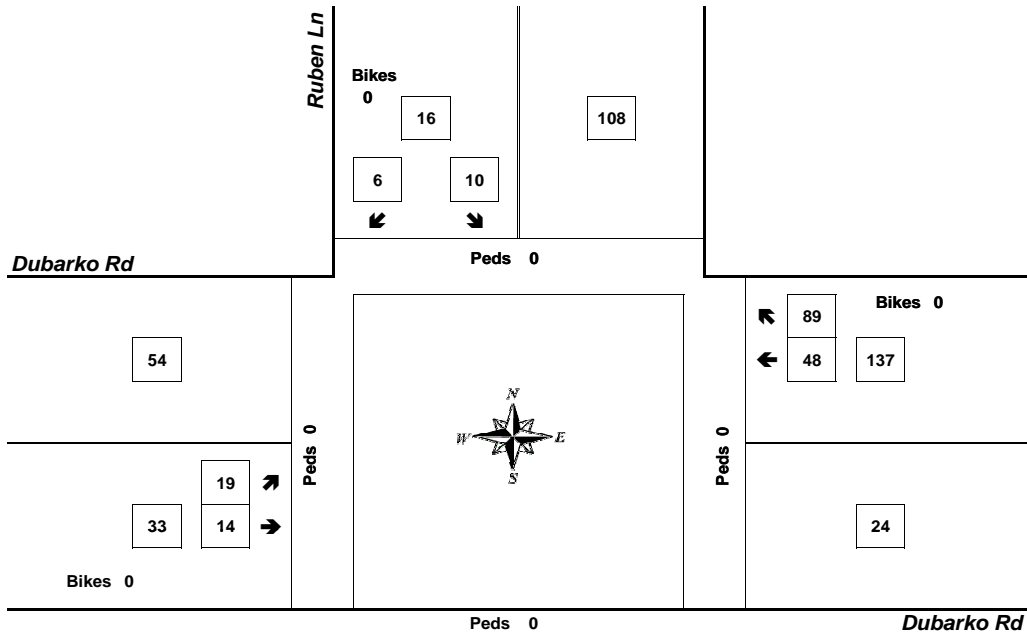 Ruben Ln
Bikes
0
16
108
6
10
Peds 0
Dubarko Rd
Bikes 0
89
54
48
137
N
W
E
S
Peds 0
Peds 0
19
33
14
24
Bikes 0
Peds 0
Dubarko Rd